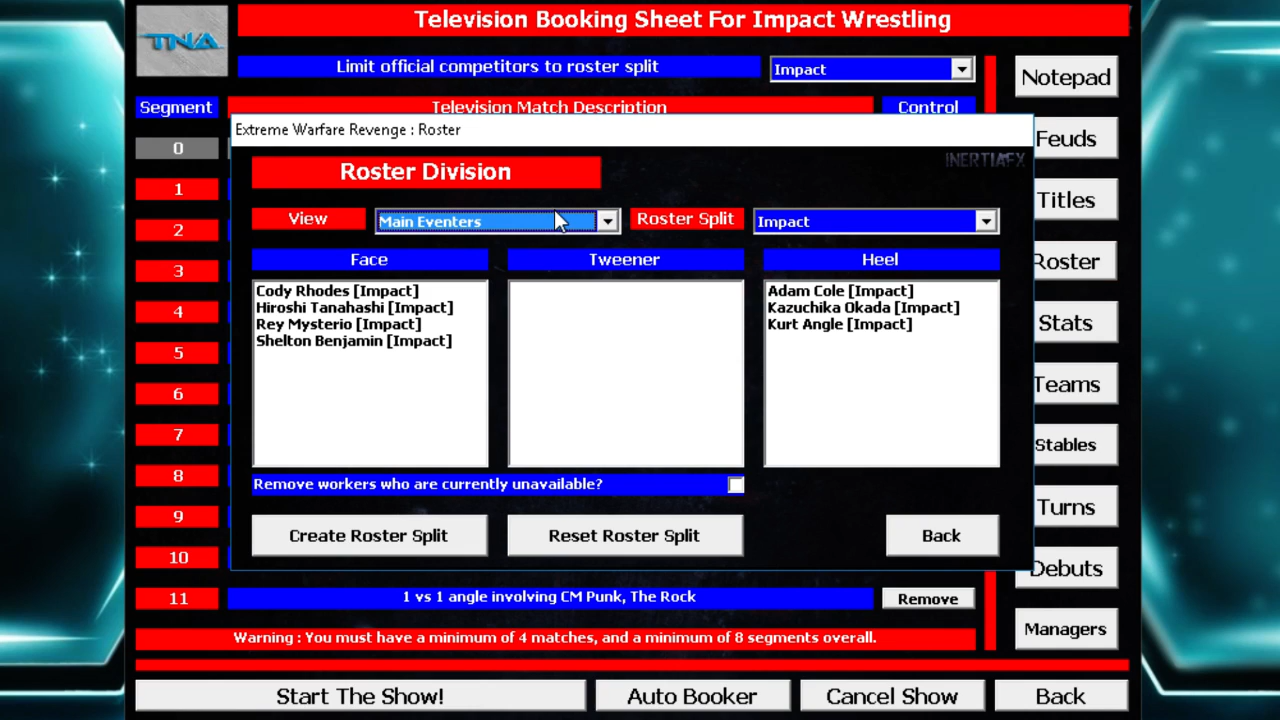 TNA
Television Booking Sheet For Impact Wrestling
Limit official competitors to roster split
Impact
Notepad
Segment
Television Match Description
Control
Extreme Warfare Revenge : Roster
0
Feuds
INERTIAFX
Roster Division
1
Titles
View
Main Eventers
Roster Split
Impact
2
Face
Tweener
Heel
Roster
3
Cody Rhodes [Impact]
Hiroshi Tanahashi [Impact]
Rey Mysterio [Impact]
Shelton Benjamin [Impact]
Adam Cole [Impact]
Kazuchika Okada [Impact]
Kurt Angle [Impact]
4
Stats
5
Teams
6
7
Stables
8
Remove workers who are currently unavailable?
9
Turns
Create Roster Split
Reset Roster Split
Back
10
Debuts
11
1 vs 1 angle involving CM Punk, The Rock
Remove
Managers
Warning : You must have a minimum of 4 matches, and a minimum of 8 segments overall.
Start The Show!
Auto Booker
Cancel Show
Back